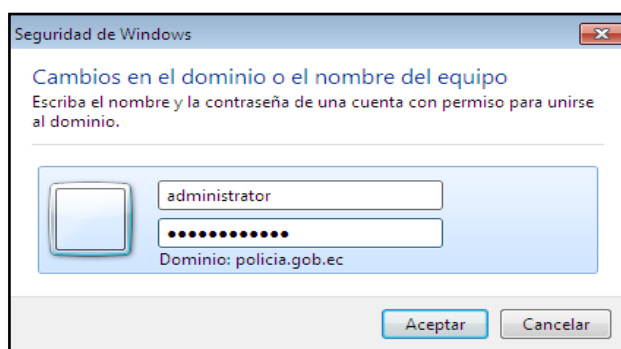 Seguridad de Windows
Cambios en el dominio o el nombre del equipo
Escriba el nombre y la contraseña de una cuenta con permiso para unirse
al dominio.
administrator
●●●●●●●●●●●●
Dominio: policia.gob.ec
Aceptar Cancelar